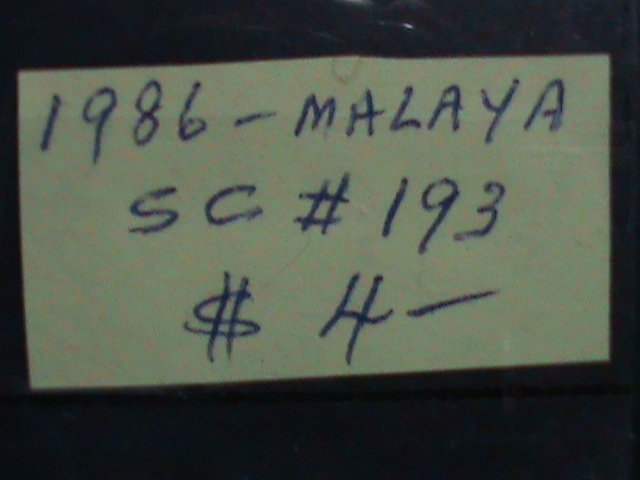 1986 - MALAYA
SC # 193
$ 4 —